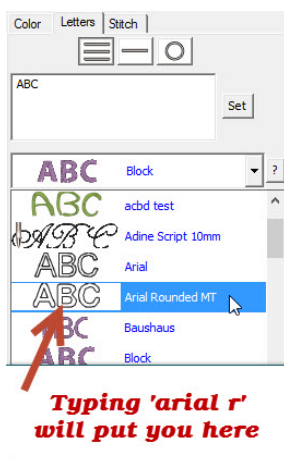 Color Letters Stitch
ABC
Set
ABC Block ?
ABC acbd test
ABC Adine Script 10mm
ABC Arial
ABC Arial Rounded MT
ABC Baushaus
ABC Block
Typing 'arial r'
will put you here